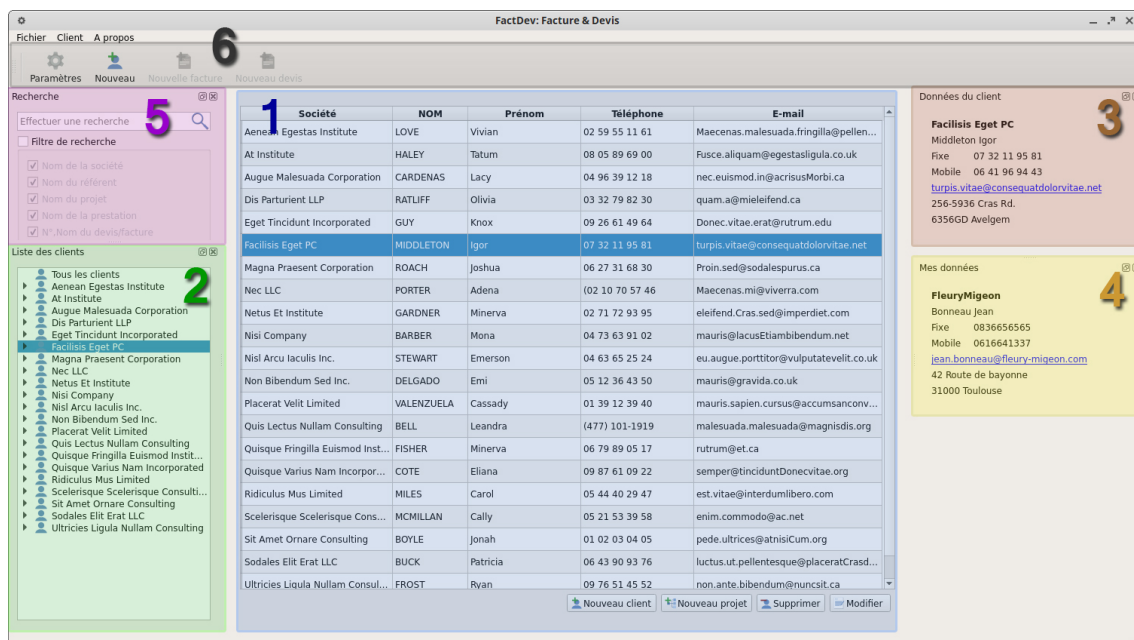 FactDev: Facture & Devis
Fichier Client A propos
6
Paramètres Nouveau Nouvelle facture Nouveau devis
Recherche
5
Effectuer une recherche
Filtre de recherche
Nom de la société
Nom du référent
Nom du projet
Nom de la prestation
N°.Nom du devis/facture
Liste des clients
2
Tous les clients
Aenean Egestas Institute
At Institute
Augue Malesuada Corporation
Dis Parturient LLP
Eget Tincidunt Incorporated
Facilisis Eget PC
Magna Praesent Corporation
Nec LLC
Netus Et Institute
Nisi Company
Nisl Arcu Iaculis Inc.
Non Bibendum Sed Inc.
Placerat Velit Limited
Quis Lectus Nullam Consulting
Quisque Fringilla Euismod Instit...
Quisque Varius Nam Incorporated
Ridiculus Mus Limited
Scelerisque Scelerisque Consulti...
Sit Amet Ornare Consulting
Sodales Elit Erat LLC
Ultricies Ligula Nullam Consulting
1
Société NOM Prénom Téléphone E-mail
Aenean Egestas Institute LOVE Vivian 02 59 55 11 61 Maecenas.malesuada.fringilla@pellen...
At Institute HALEY Tatum 08 05 89 69 00 Fusce.aliquam@egestasligula.co.uk
Augue Malesuada Corporation CARDENAS Lacy 04 96 39 12 18 nec.euismod.in@acrisusMorbi.ca
Dis Parturient LLP RATLIFF Olivia 03 32 79 82 30 quam.a@mieleifend.ca
Eget Tincidunt Incorporated GUY Knox 09 26 61 49 64 Donec.vitae.erat@rutrum.edu
Facilisis Eget PC MIDDLETON Igor 07 32 11 95 81 turpis.vitae@consequatdolorvitae.net
Magna Praesent Corporation ROACH Joshua 06 27 31 68 30 Proin.sed@sodalespurus.ca
Nec LLC PORTER Adena (02 10 70 57 46 Maecenas.mi@viverra.com
Netus Et Institute GARDNER Minerva 02 71 72 93 95 eleifend.Cras.sed@imperdiet.com
Nisi Company BARBER Mona 04 73 63 91 02 mauris@lacusEtiambibendum.net
Nisl Arcu Iaculis Inc. STEWART Emerson 04 63 65 25 24 eu.augue.porttitor@vulputatevelit.co.uk
Non Bibendum Sed Inc. DELGADO Emi 05 12 36 43 50 mauris@gravida.co.uk
Placerat Velit Limited VALENZUELA Cassady 01 39 12 39 40 mauris.sapien.cursus@accumsanconv...
Quis Lectus Nullam Consulting BELL Leandra (477) 101-1919 malesuada.malesuada@magnisdis.org
Quisque Fringilla Euismod Inst... FISHER Minerva 06 79 89 05 17 rutrum@et.ca
Quisque Varius Nam Incorpor... COTE Eliana 09 87 61 09 22 semper@tinciduntDonecvitae.org
Ridiculus Mus Limited MILES Carol 05 44 40 29 47 est.vitae@interdumlibero.com
Scelerisque Scelerisque Cons... MCMILLAN Cally 05 21 53 39 58 enim.commodo@ac.net
Sit Amet Ornare Consulting BOYLE Jonah 01 02 03 04 05 pede.ultrices@atnisiCum.org
Sodales Elit Erat LLC BUCK Patricia 06 43 90 93 76 luctus.ut.pellentesque@placeratCrasd...
Ultricies Ligula Nullam Consul... FROST Ryan 09 76 51 45 52 non.ante.bibendum@nuncsit.ca
Nouveau client Nouveau projet Supprimer Modifier
Données du client
3
Facilisis Eget PC
Middleton Igor
Fixe 07 32 11 95 81
Mobile 06 41 96 94 43
turpis.vitae@consequatdolorvitae.net
256-5936 Cras Rd.
6356GD Avelgem
Mes données
4
FleuryMigeon
Bonneau Jean
Fixe 0836656565
Mobile 0616641337
jean.bonneau@fleury-migeon.com
42 Route de bayonne
31000 Toulouse